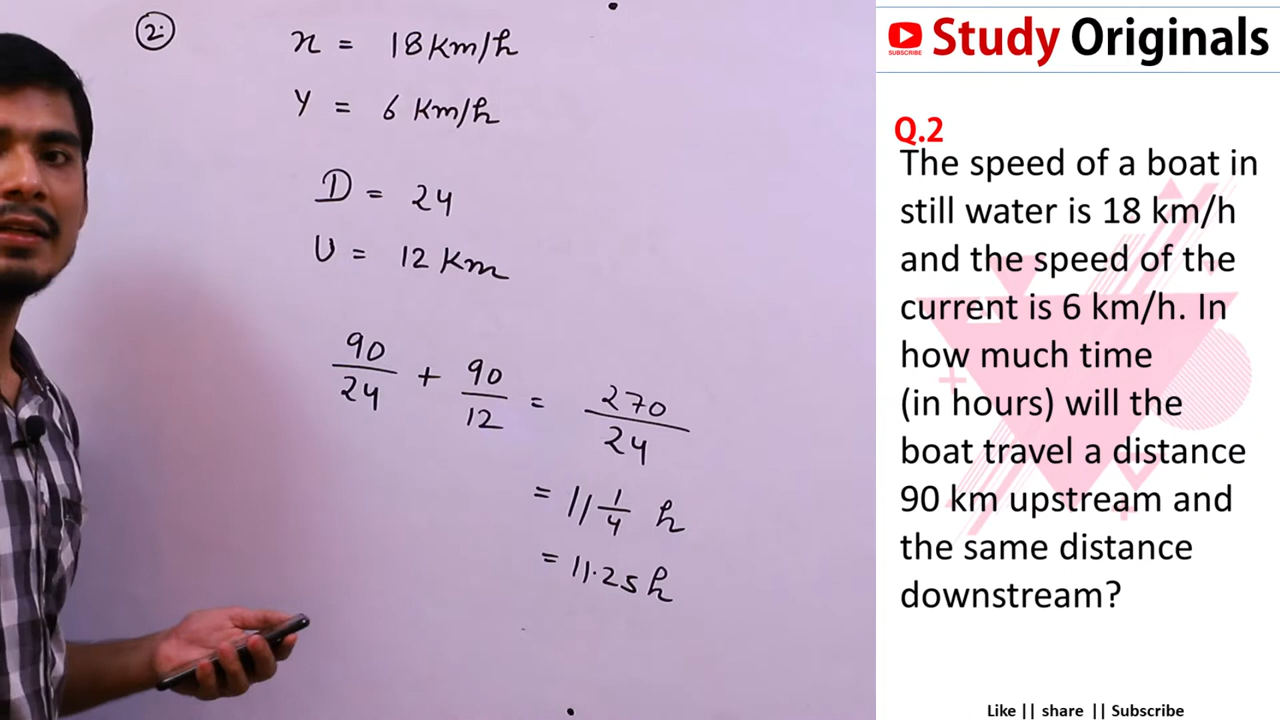 2.
x = 18 Km/h
y = 6 Km/h
D = 24
U = 12 Km
90/24 + 90/12 = 270/24
= 11 1/4 h
= 11.25 h
SUBSCRIBE
Study Originals
Q.2
The speed of a boat in
still water is 18 km/h
and the speed of the
current is 6 km/h. In
how much time
(in hours) will the
boat travel a distance
90 km upstream and
the same distance
downstream?
Like || share || Subscribe